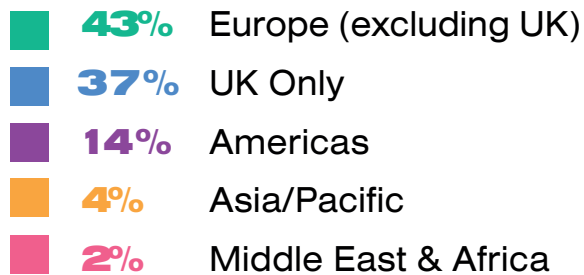 43% Europe (excluding UK)
37% UK Only
14% Americas
4% Asia/Pacific
2% Middle East & Africa